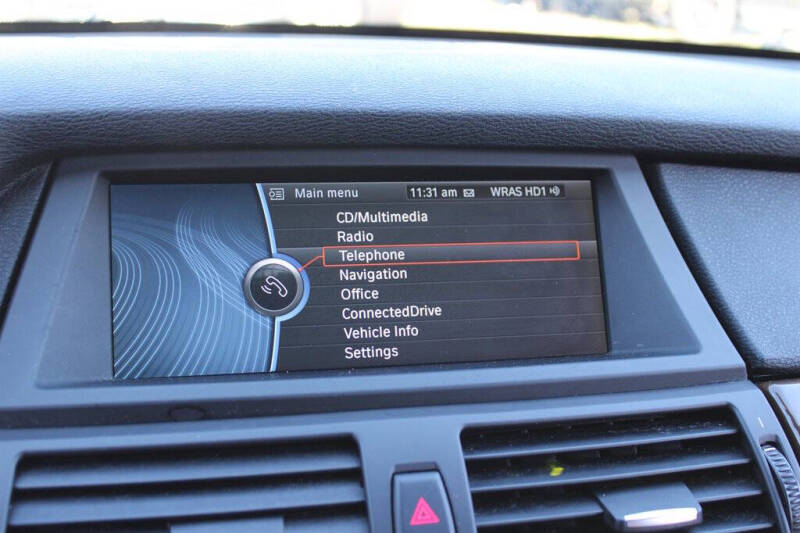 Main menu 11:31 am WRAS HD1
CD/Multimedia
Radio
Telephone
Navigation
Office
ConnectedDrive
Vehicle Info
Settings